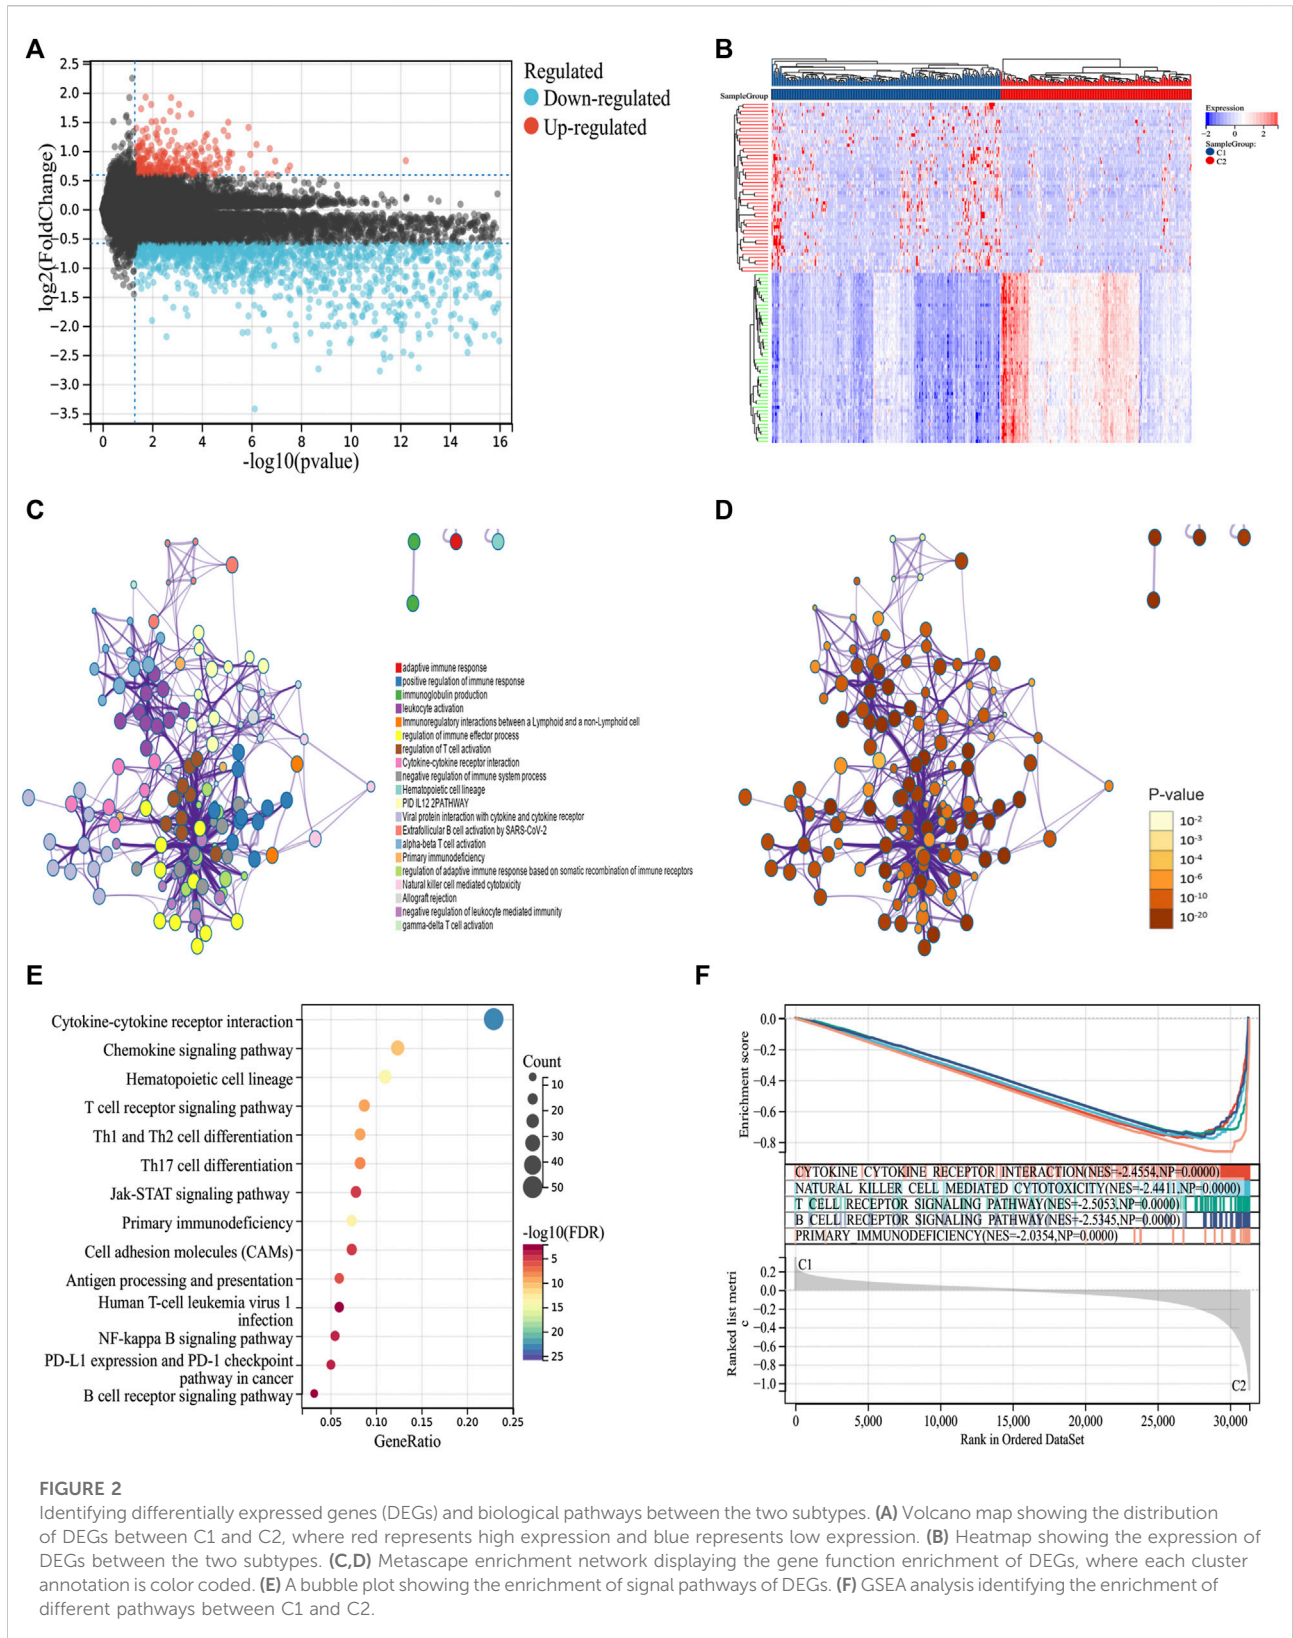 A
2.5
2.0
1.5
1.0
0.5
0.0
−0.5
−1.0
−1.5
−2.0
−2.5
−3.0
−3.5
log2(FoldChange)
0 2 4 6 8 10 12 14 16
-log10(pvalue)
Regulated
Down-regulated
Up-regulated
B
SampleGroup
Expression
−2 0 2
SampleGroup:
C1
C2
C
adaptive immune response
positive regulation of immune response
immunoglobulin production
leukocyte activation
Immunoregulatory interactions between a Lymphoid and a non-Lymphoid cell
regulation of immune effector process
regulation of T cell activation
Cytokine-cytokine receptor interaction
negative regulation of immune system process
Hematopoietic cell lineage
PID IL12 2PATHWAY
Viral protein interaction with cytokine and cytokine receptor
Extrafollicular B cell activation by SARS-CoV-2
alpha-beta T cell activation
Primary immunodeficiency
regulation of adaptive immune response based on somatic recombination of immune receptors
Natural killer cell mediated cytotoxicity
Allograft rejection
negative regulation of leukocyte mediated immunity
gamma-delta T cell activation
D
P-value
10-2
10-3
10-4
10-6
10-10
10-20
E
Cytokine-cytokine receptor interaction
Chemokine signaling pathway
Hematopoietic cell lineage
T cell receptor signaling pathway
Th1 and Th2 cell differentiation
Th17 cell differentiation
Jak-STAT signaling pathway
Primary immunodeficiency
Cell adhesion molecules (CAMs)
Antigen processing and presentation
Human T-cell leukemia virus 1
infection
NF-kappa B signaling pathway
PD-L1 expression and PD-1 checkpoint
pathway in cancer
B cell receptor signaling pathway
0.05 0.10 0.15 0.20 0.25
GeneRatio
Count
10
20
30
40
50
-log10(FDR)
5
10
15
20
25
F
0.0
−0.2
−0.4
−0.6
−0.8
Enrichment score
CYTOKINE CYTOKINE RECEPTOR INTERACTION(NES=-2.4554,NP=0.0000)
NATURAL KILLER CELL MEDIATED CYTOTOXICITY(NES=-2.4411,NP=0.0000)
T CELL RECEPTOR SIGNALING PATHWAY(NES=-2.5053,NP=0.0000)
B CELL RECEPTOR SIGNALING PATHWAY(NES=-2.5345,NP=0.0000)
PRIMARY IMMUNODEFICIENCY(NES=-2.0354,NP=0.0000)
C1
0.2
0.0
−0.2
−0.4
−0.6
−0.8
−1.0
Ranked list metri
c
C2
0 5,000 10,000 15,000 20,000 25,000 30,000
Rank in Ordered DataSet
FIGURE 2
Identifying differentially expressed genes (DEGs) and biological pathways between the two subtypes. (A) Volcano map showing the distribution
of DEGs between C1 and C2, where red represents high expression and blue represents low expression. (B) Heatmap showing the expression of
DEGs between the two subtypes. (C,D) Metascape enrichment network displaying the gene function enrichment of DEGs, where each cluster
annotation is color coded. (E) A bubble plot showing the enrichment of signal pathways of DEGs. (F) GSEA analysis identifying the enrichment of
different pathways between C1 and C2.